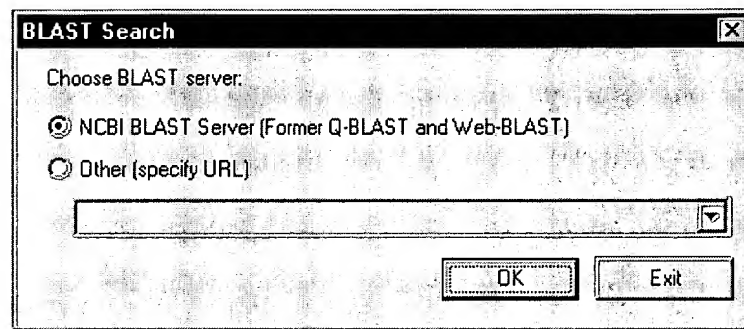 BLAST Search
Choose BLAST server:
NCBI BLAST Server (Former Q-BLAST and Web-BLAST)
Other (specify URL)
OK Exit